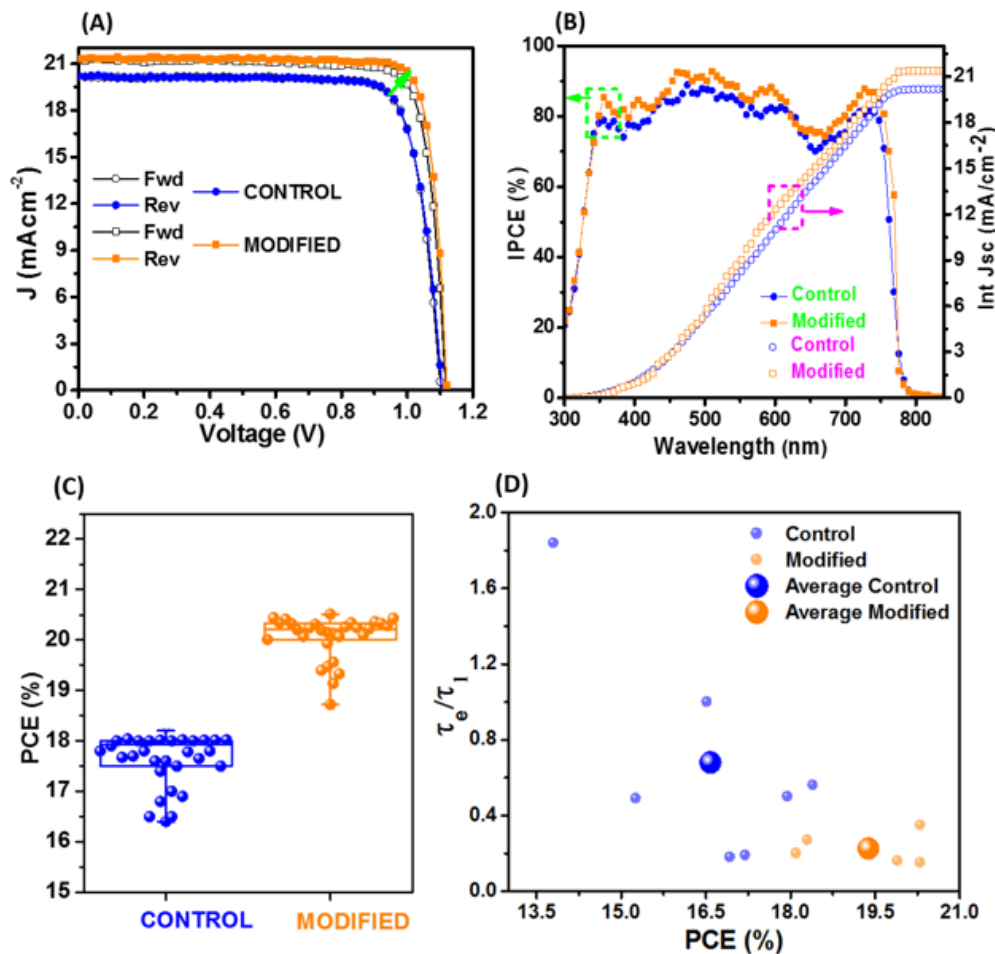 (A)
J (mAcm-2)
21
18
15
12
9
6
3
0
Fwd
Rev
CONTROL
Fwd
Rev
MODIFIED
0.0 0.2 0.4 0.6 0.8 1.0 1.2
Voltage (V)
(B)
IPCE (%)
100
80
60
40
20
0
Control
Modified
Control
Modified
21
18
15
12
9
6
3
0
Int Jsc (mA/cm-2)
300 400 500 600 700 800
Wavelength (nm)
(C)
PCE (%)
22
21
20
19
18
17
16
15
CONTROL MODIFIED
(D)
τe/τl
2.0
1.6
1.2
0.8
0.4
0.0
Control
Modified
Average Control
Average Modified
13.5 15.0 16.5 18.0 19.5 21.0
PCE (%)